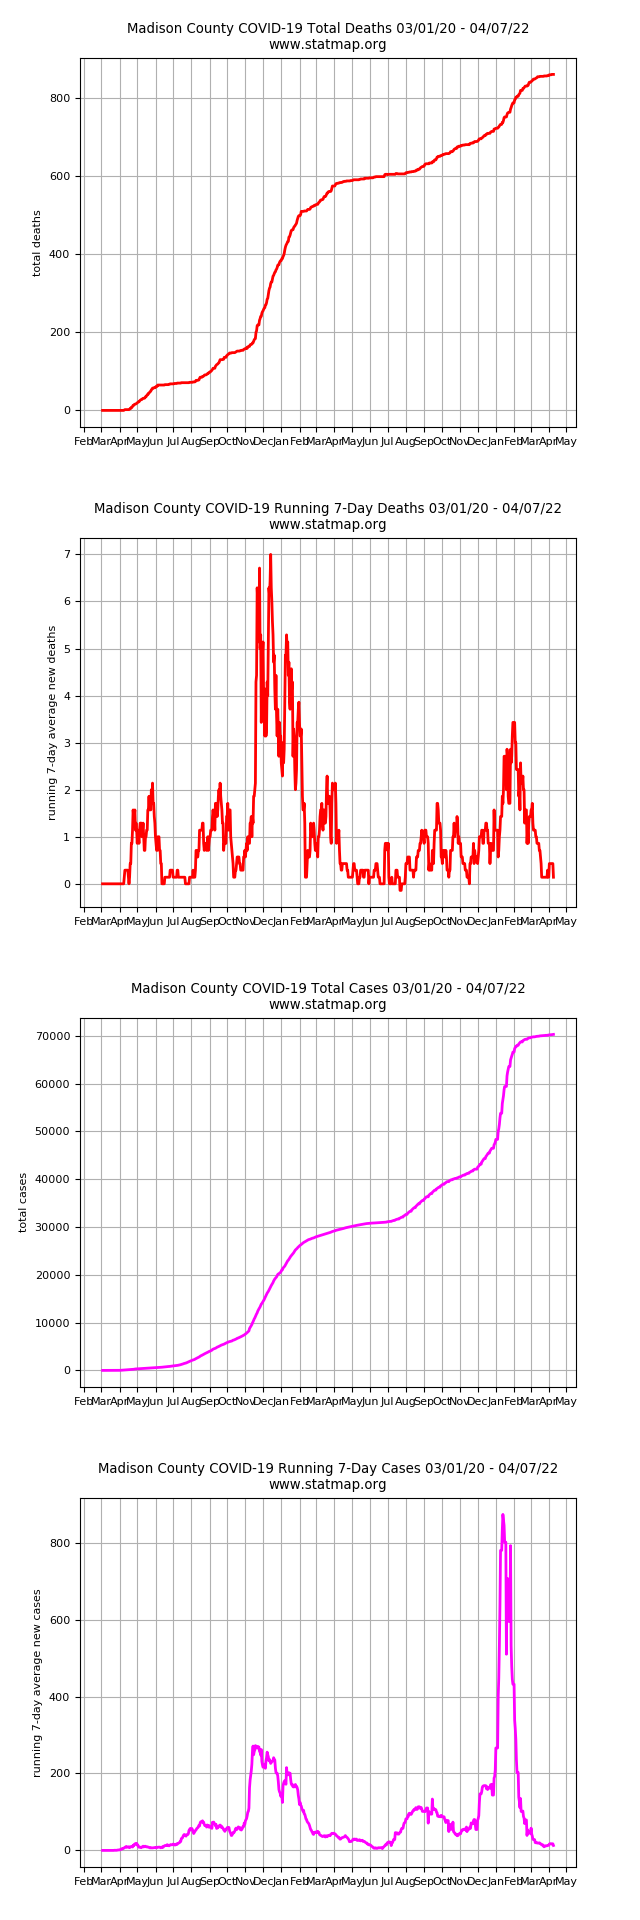 Madison County COVID-19 Total Deaths 03/01/20 - 04/07/22
www.statmap.org
800
600
400
200
0
total deaths
Feb Mar Apr May Jun Jul Aug Sep Oct Nov Dec Jan Feb Mar Apr May Jun Jul Aug Sep Oct Nov Dec Jan Feb Mar Apr May
Madison County COVID-19 Running 7-Day Deaths 03/01/20 - 04/07/22
www.statmap.org
7
6
5
4
3
2
1
0
running 7-day average new deaths
Feb Mar Apr May Jun Jul Aug Sep Oct Nov Dec Jan Feb Mar Apr May Jun Jul Aug Sep Oct Nov Dec Jan Feb Mar Apr May
Madison County COVID-19 Total Cases 03/01/20 - 04/07/22
www.statmap.org
70000
60000
50000
40000
30000
20000
10000
0
total cases
Feb Mar Apr May Jun Jul Aug Sep Oct Nov Dec Jan Feb Mar Apr May Jun Jul Aug Sep Oct Nov Dec Jan Feb Mar Apr May
Madison County COVID-19 Running 7-Day Cases 03/01/20 - 04/07/22
www.statmap.org
800
600
400
200
0
running 7-day average new cases
Feb Mar Apr May Jun Jul Aug Sep Oct Nov Dec Jan Feb Mar Apr May Jun Jul Aug Sep Oct Nov Dec Jan Feb Mar Apr May